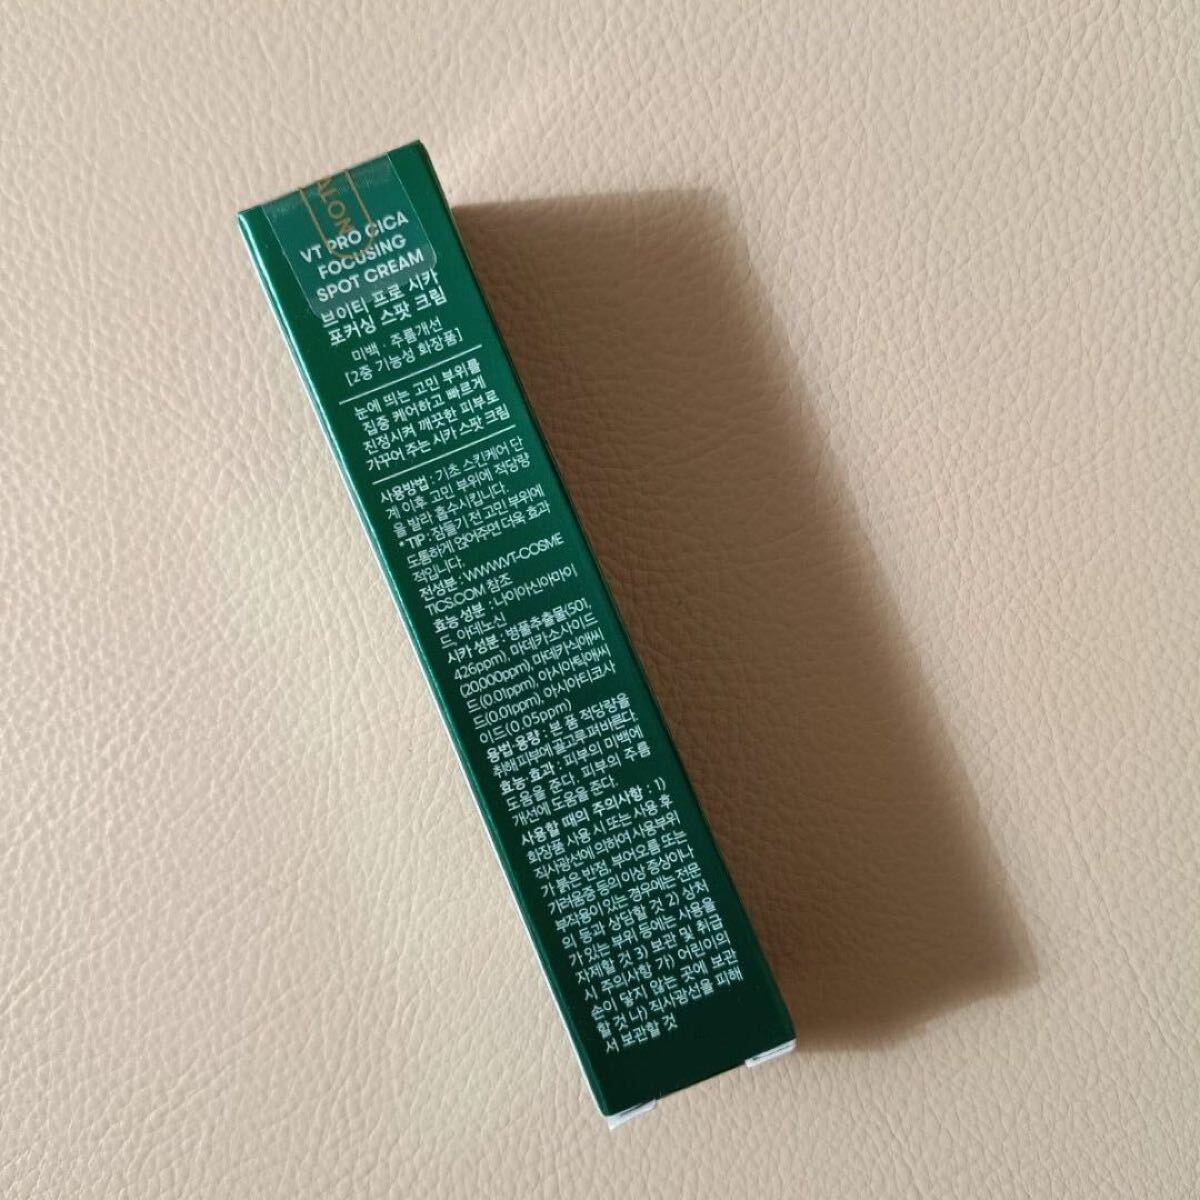 VT PRO CICA
FOCUSING
SPOT CREAM
브이티 프로 시카
포커싱 스팟 크림
미백 . 주름개선
[2중 기능성 화장품]
눈에 띄는 고민 부위를
집중 케어하고 빠르게
진정시켜 깨끗한 피부로
가꾸어 주는 시카 스팟 크림
사용방법 : 기초 스킨케어 단
계 이후 고민 부위에 적당량
을 발라 흡수시킵니다.
* TIP : 잠들기 전 고민 부위에
도톰하게 얹어주면 더욱 효과
적입니다.
전성분 : WWW.VT-COSME
TICS.COM 참조
효능 성분 : 나이아신아마이
드, 아데노신
시카 성분 : 병풀추출물(501,
426ppm), 마데카소사이드
(20,000ppm), 마데카식애씨
드(0.01ppm), 아시아틱애씨
드(0.01ppm), 아시아티코사
이드(0.05ppm)
용법·용량 : 본 품 적당량을
취해 피부에 골고루 펴 바른다.
효능·효과 : 피부의 미백에
도움을 준다. 피부의 주름
개선에 도움을 준다.
사용할 때의 주의사항 : 1)
화장품 사용 시 또는 사용 후
직사광선에 의하여 사용부위
가 붉은 반점, 부어오름 또는
가려움증 등의 이상 증상이나
부작용이 있는 경우에는 전문
의 등과 상담할 것 2) 상처
가 있는 부위 등에는 사용을
자제할 것 3) 보관 및 취급
시 주의사항 가) 어린이의
손이 닿지 않는 곳에 보관
할 것 나) 직사광선을 피해
서 보관할 것